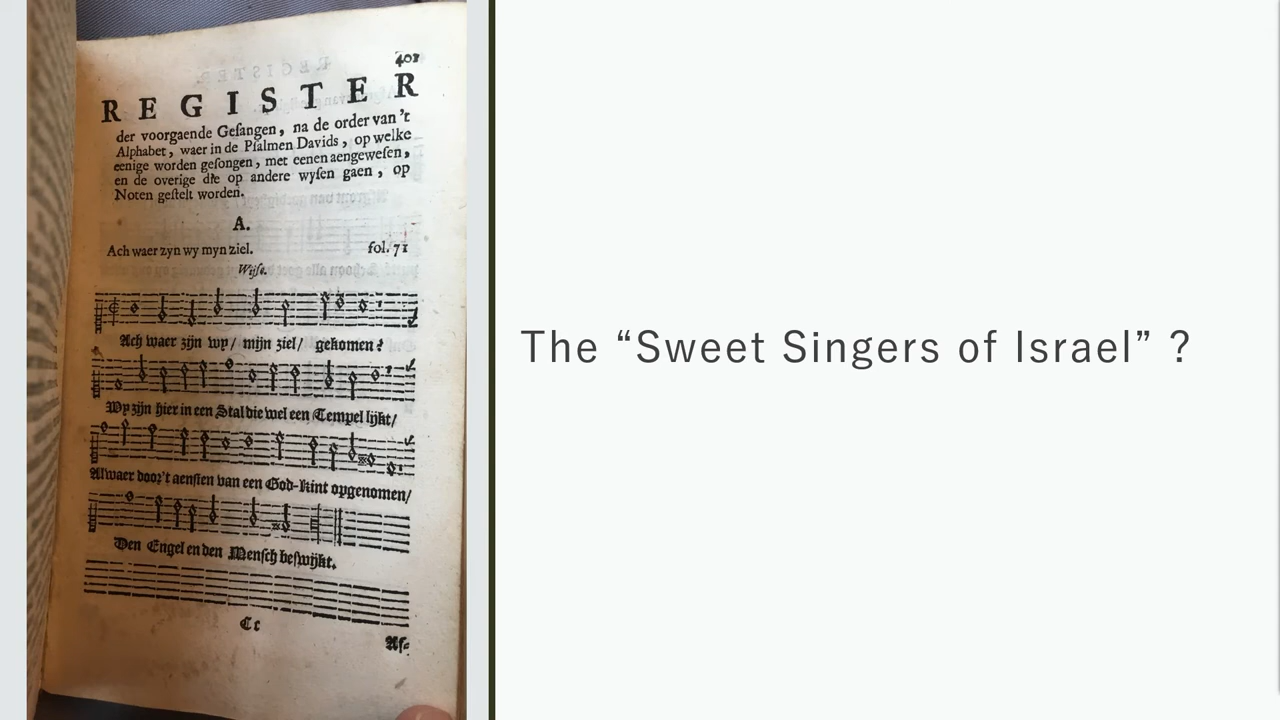 401
REGISTER
der voorgaende Geſangen, na de order van 't
Alphabet, waer in de Pſalmen Davids, op welke
eenige worden geſongen, met eenen aengeweſen,
en de overige die op andere wyſen gaen, op
Noten geſtelt worden.
A.
Ach waer zyn wy myn ziel. fol. 71
Wijſe.
Ach waer zijn wy/ mijn ziel/ gekomen?
Wy zijn hier in een Stal die wel een Tempel lijkt/
Alwaer door't aenſien van een God-kint opgenomen/
Den Engel en den Menſch beſwijkt.
Cc
Aſ-
The “Sweet Singers of Israel” ?